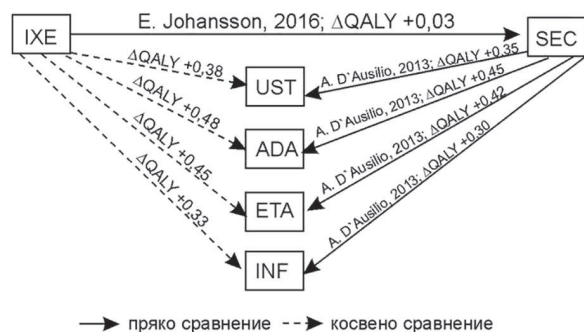 E. Johansson, 2016; ΔQALY +0,03
IXE
SEC
ΔQALY +0,38
A. D`Ausilio, 2013; ΔQALY +0.35
UST
ΔQALY +0,48
A. D`Ausilio, 2013; ΔQALY +0.45
ADA
ΔQALY +0,45
A. D`Ausilio, 2013; ΔQALY +0.42
ETA
ΔQALY +0,33
A. D`Ausilio, 2013; ΔQALY +0.30
INF
пряко сравнение
косвено сравнение